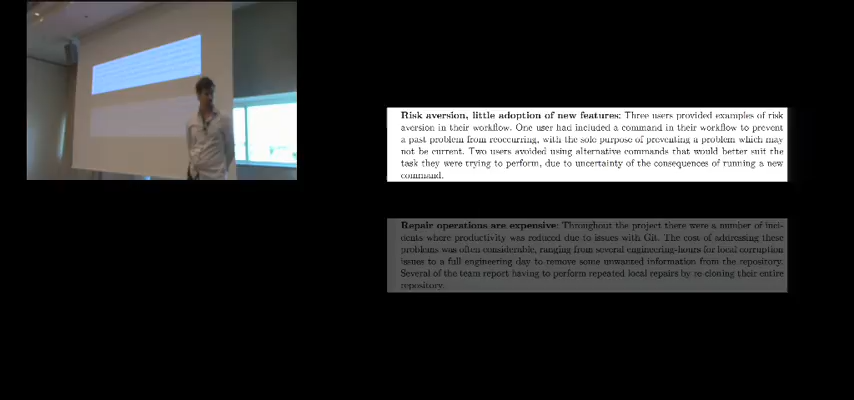 Risk aversion, little adoption of new features: Three users provided examples of risk
aversion in their workflow. One user had included a command in their workflow to prevent
a past problem from reoccurring, with the sole purpose of preventing a problem which may
not be current. Two users avoided using alternative commands that would better suit the
task they were trying to perform, due to uncertainty of the consequences of running a new
command.
Repair operations are expensive: Throughout the project there were a number of inci-
dents where productivity was reduced due to issues with Git. The cost of addressing these
problems was often considerable, ranging from several engineering-hours for local corruption
issues to a full engineering day to remove some unwanted information from the repository.
Several of the team report having to perform repeated local repairs by re-cloning their entire
repository.